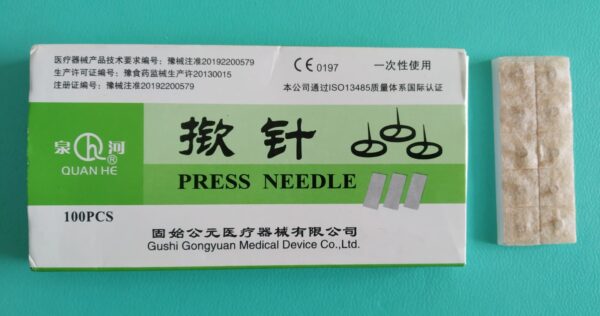 医疗器械产品技术要求编号：豫械注准20192200579
生产许可证编号：豫食药监械生产许20130015
注册证编号：豫械注准20192200579
CE0197 一次性使用
本公司通过ISO13485质量体系国际认证
泉 河
®
QUAN HE
揿针
PRESS NEEDLE
100PCS
固始公元医疗器械有限公司
Gushi Gongyuan Medical Device Co.,Ltd.